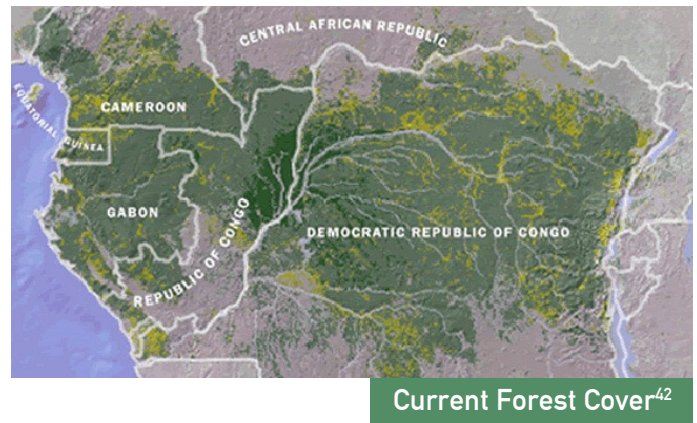 CENTRAL AFRICAN REPUBLIC
CAMEROON
EQUATORIAL GUINEA
GABON
REPUBLIC OF CONGO
DEMOCRATIC REPUBLIC OF CONGO
Current Forest Cover⁴²